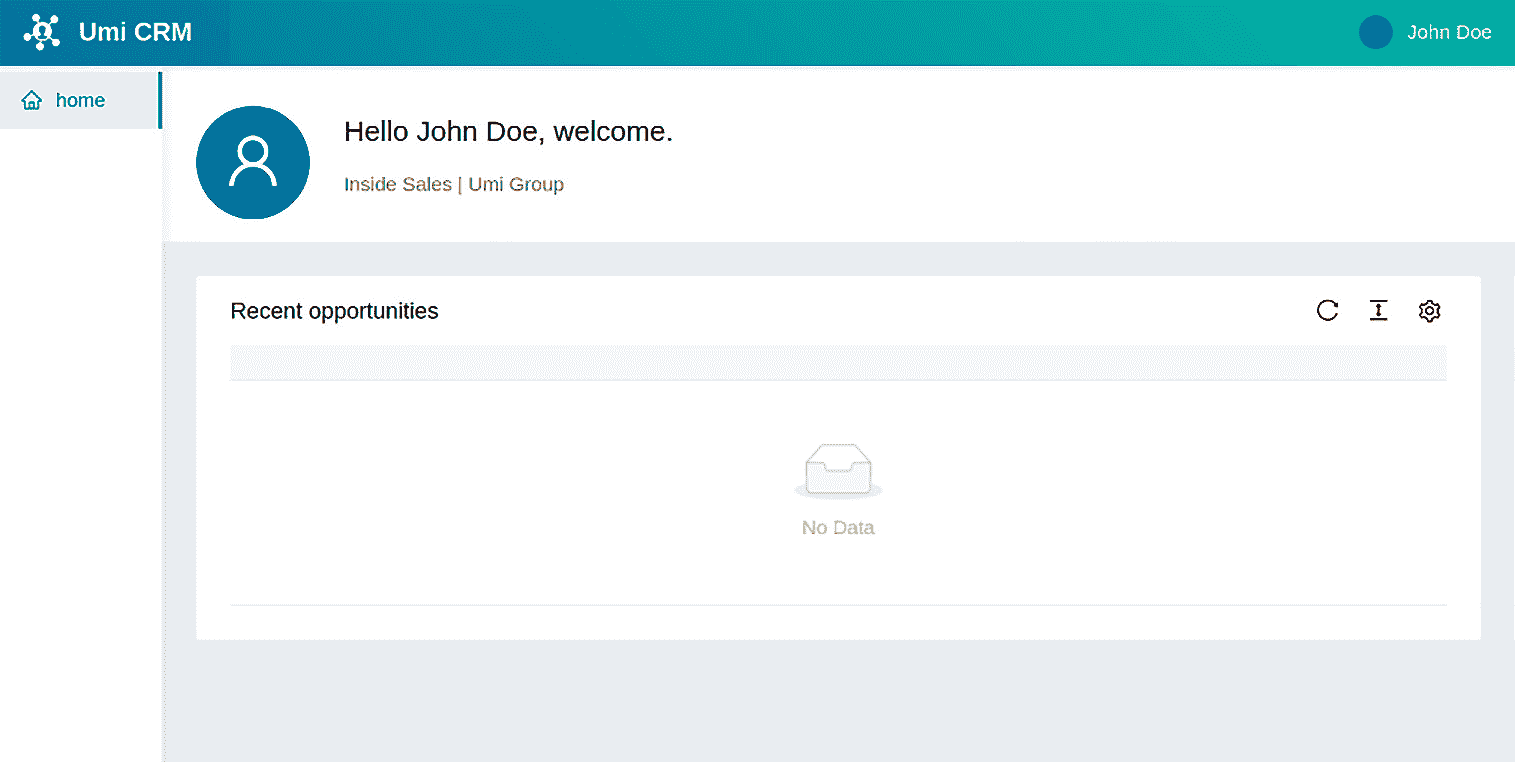 Umi CRM
John Doe
home
Hello John Doe, welcome.
Inside Sales | Umi Group
Recent opportunities
No Data